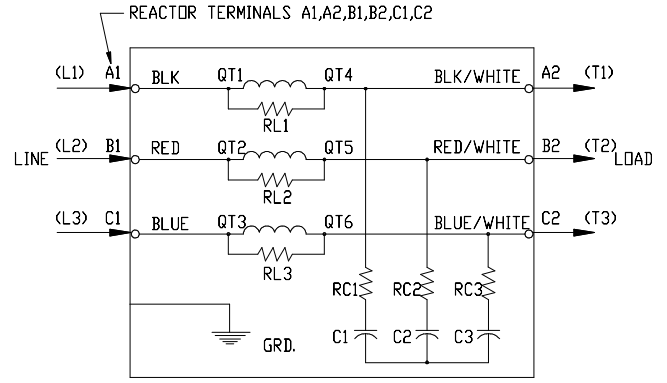 REACTOR TERMINALS A1,A2,B1,B2,C1,C2
(L1) A1 BLK QT1 QT4 BLK/WHITE A2 (T1)
RL1
(L2) B1 RED QT2 QT5 RED/WHITE B2 (T2)
LINE LOAD
RL2
(L3) C1 BLUE QT3 QT6 BLUE/WHITE C2 (T3)
RL3
RC1 RC2 RC3
GRD. C1 C2 C3